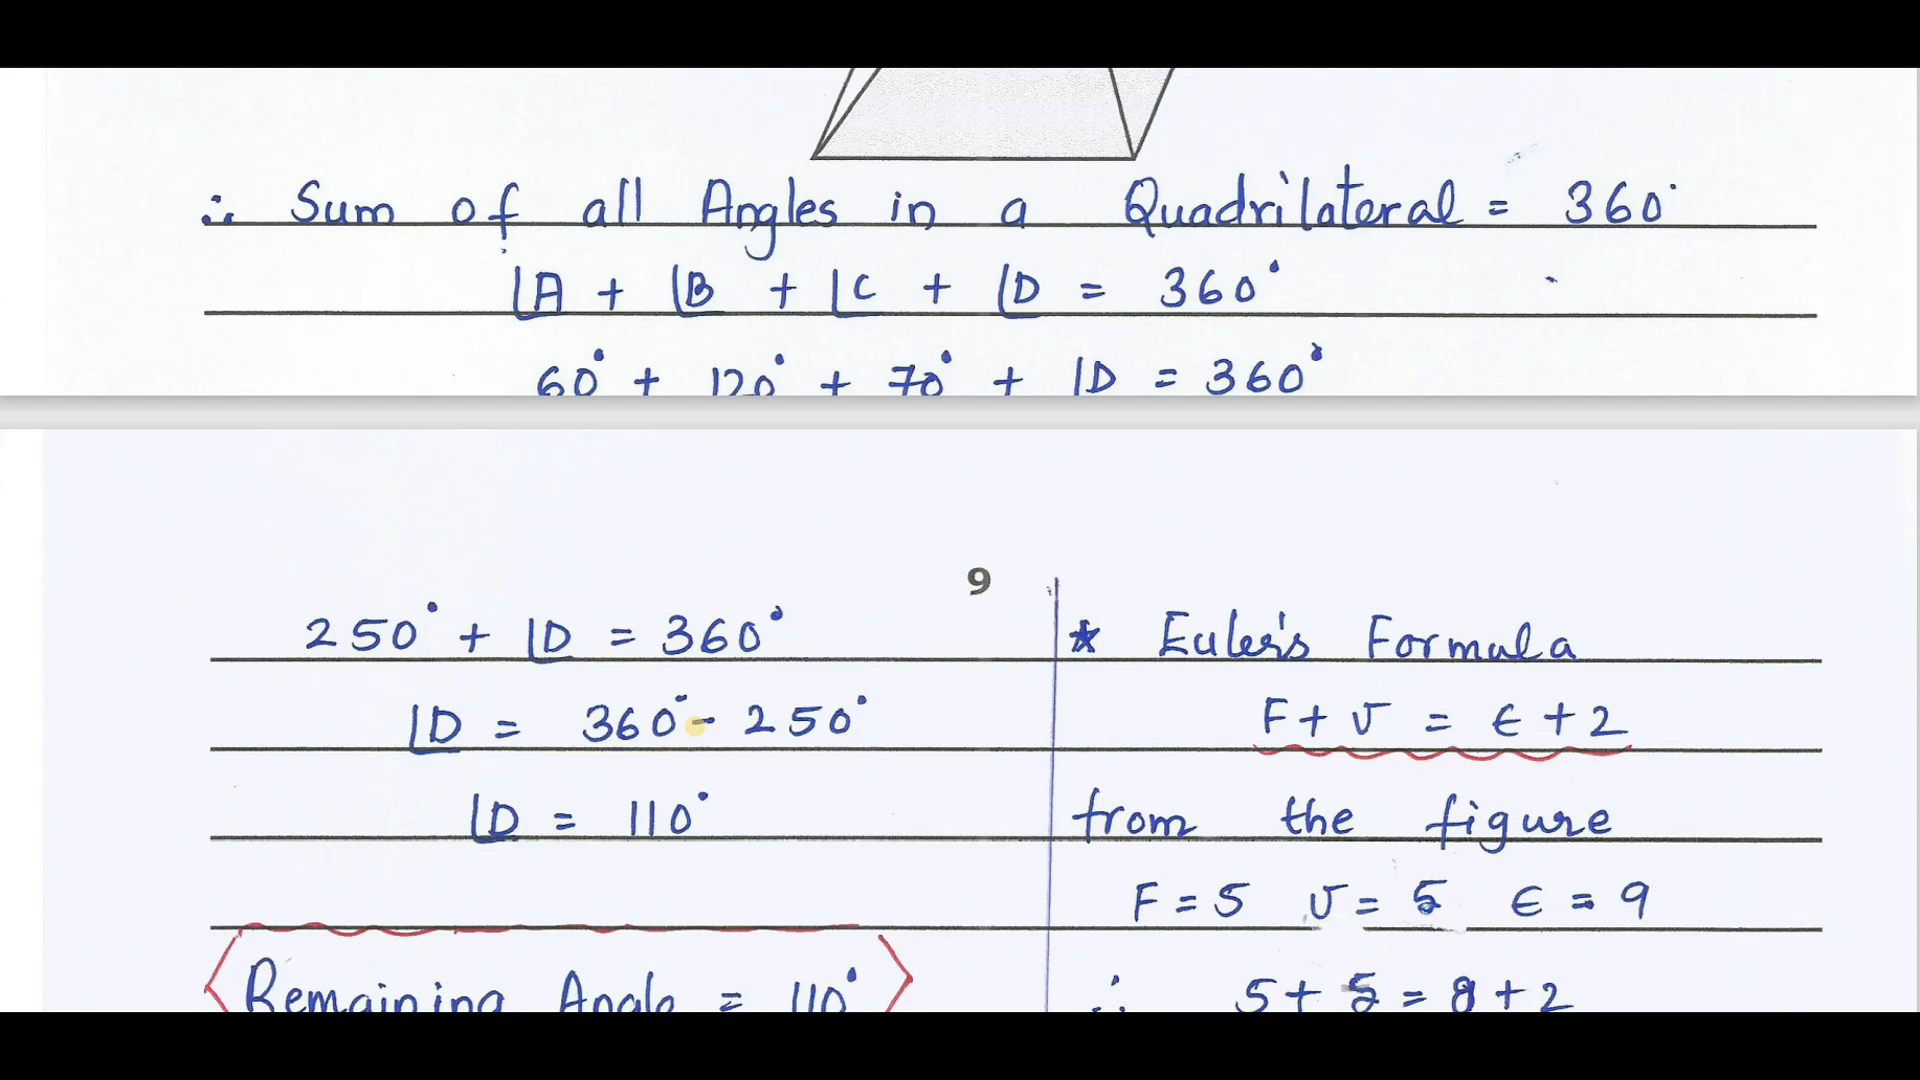 ∴ Sum of all Angles in a Quadrilateral = 360°
∠A + ∠B + ∠C + ∠D = 360°
60° + 120° + 70° + ∠D = 360°
9
250° + ∠D = 360°
∠D = 360° - 250°
∠D = 110°
Remaining Angle = 110°
* Euler's Formula
F + V = E + 2
from the figure
F = 5 V = 5 E = 9
∴ 5 + 5 = 8 + 2